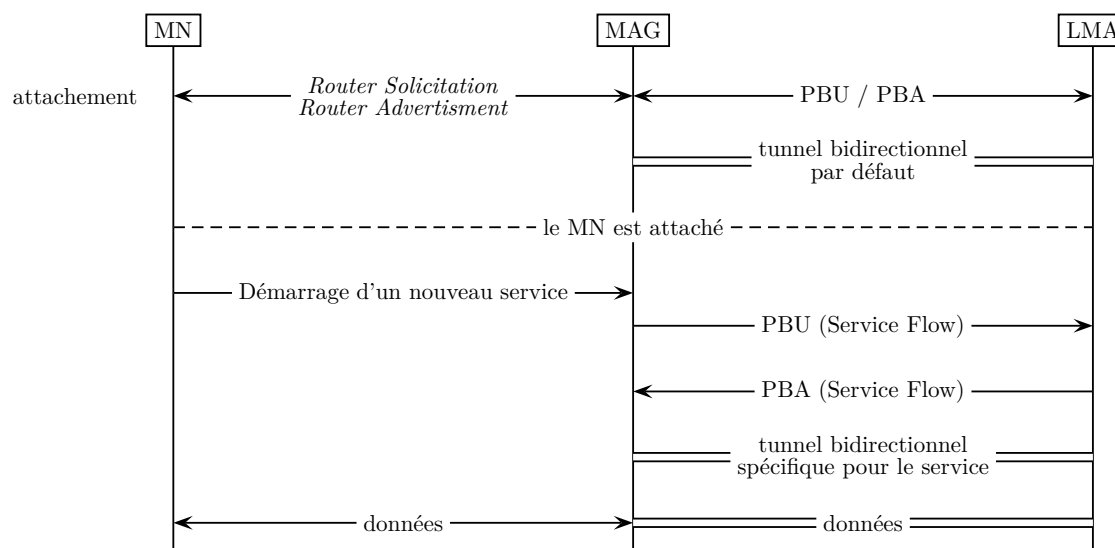 MN
MAG
LMA
attachement
Router Solicitation
Router Advertisment
PBU / PBA
tunnel bidirectionnel
par défaut
le MN est attaché
Démarrage d'un nouveau service
PBU (Service Flow)
PBA (Service Flow)
tunnel bidirectionnel
spécifique pour le service
données
données